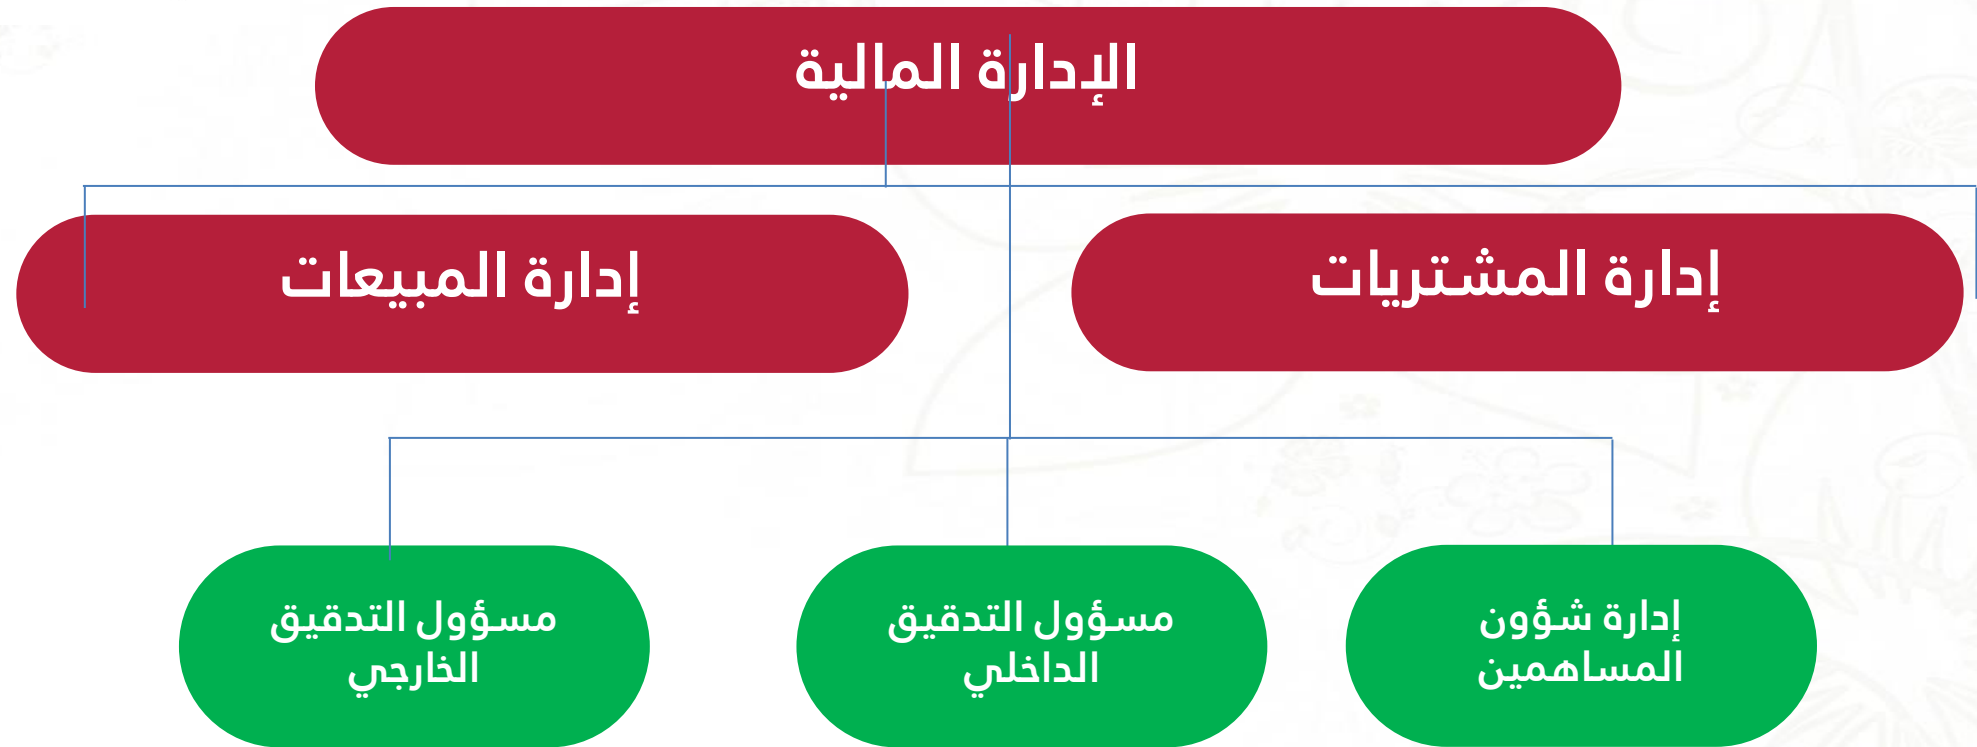 الإدارة المالية
إدارة المشتريات
إدارة المبيعات
إدارة شؤون
المساهمين
مسؤول التدقيق
الداخلي
مسؤول التدقيق
الخارجي